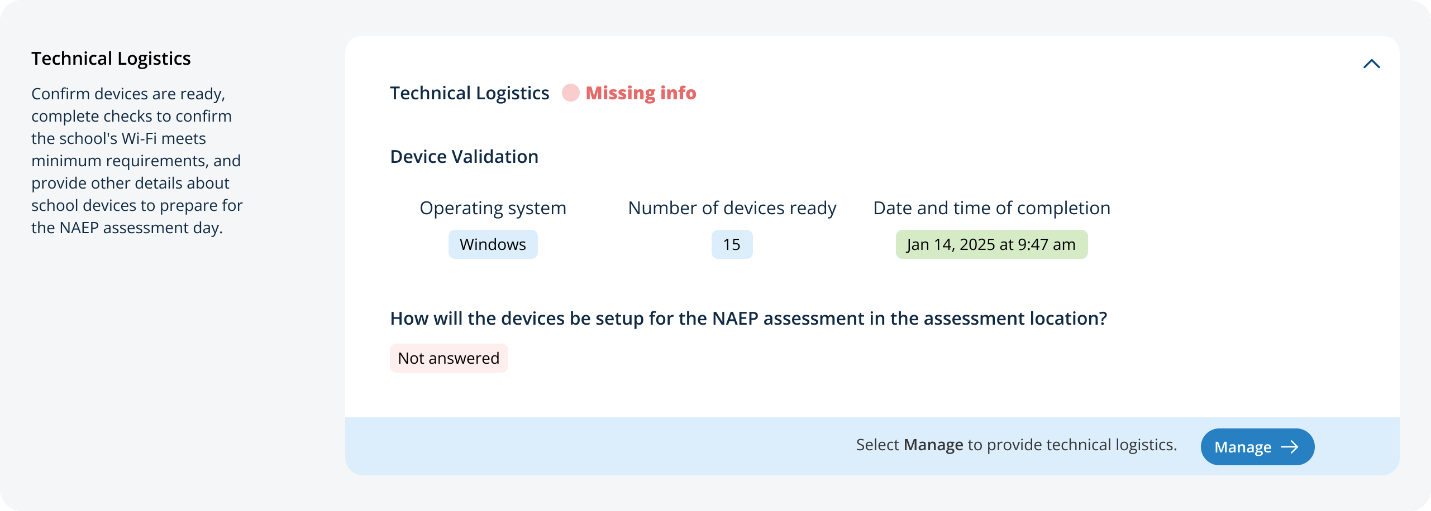 Technical Logistics
Confirm devices are ready,
complete checks to confirm
the school's Wi-Fi meets
minimum requirements, and
provide other details about
school devices to prepare for
the NAEP assessment day.
Technical Logistics Missing info
Device Validation
Operating system Number of devices ready Date and time of completion
Windows 15 Jan 14, 2025 at 9:47 am
How will the devices be setup for the NAEP assessment in the assessment location?
Not answered
Select Manage to provide technical logistics. Manage →